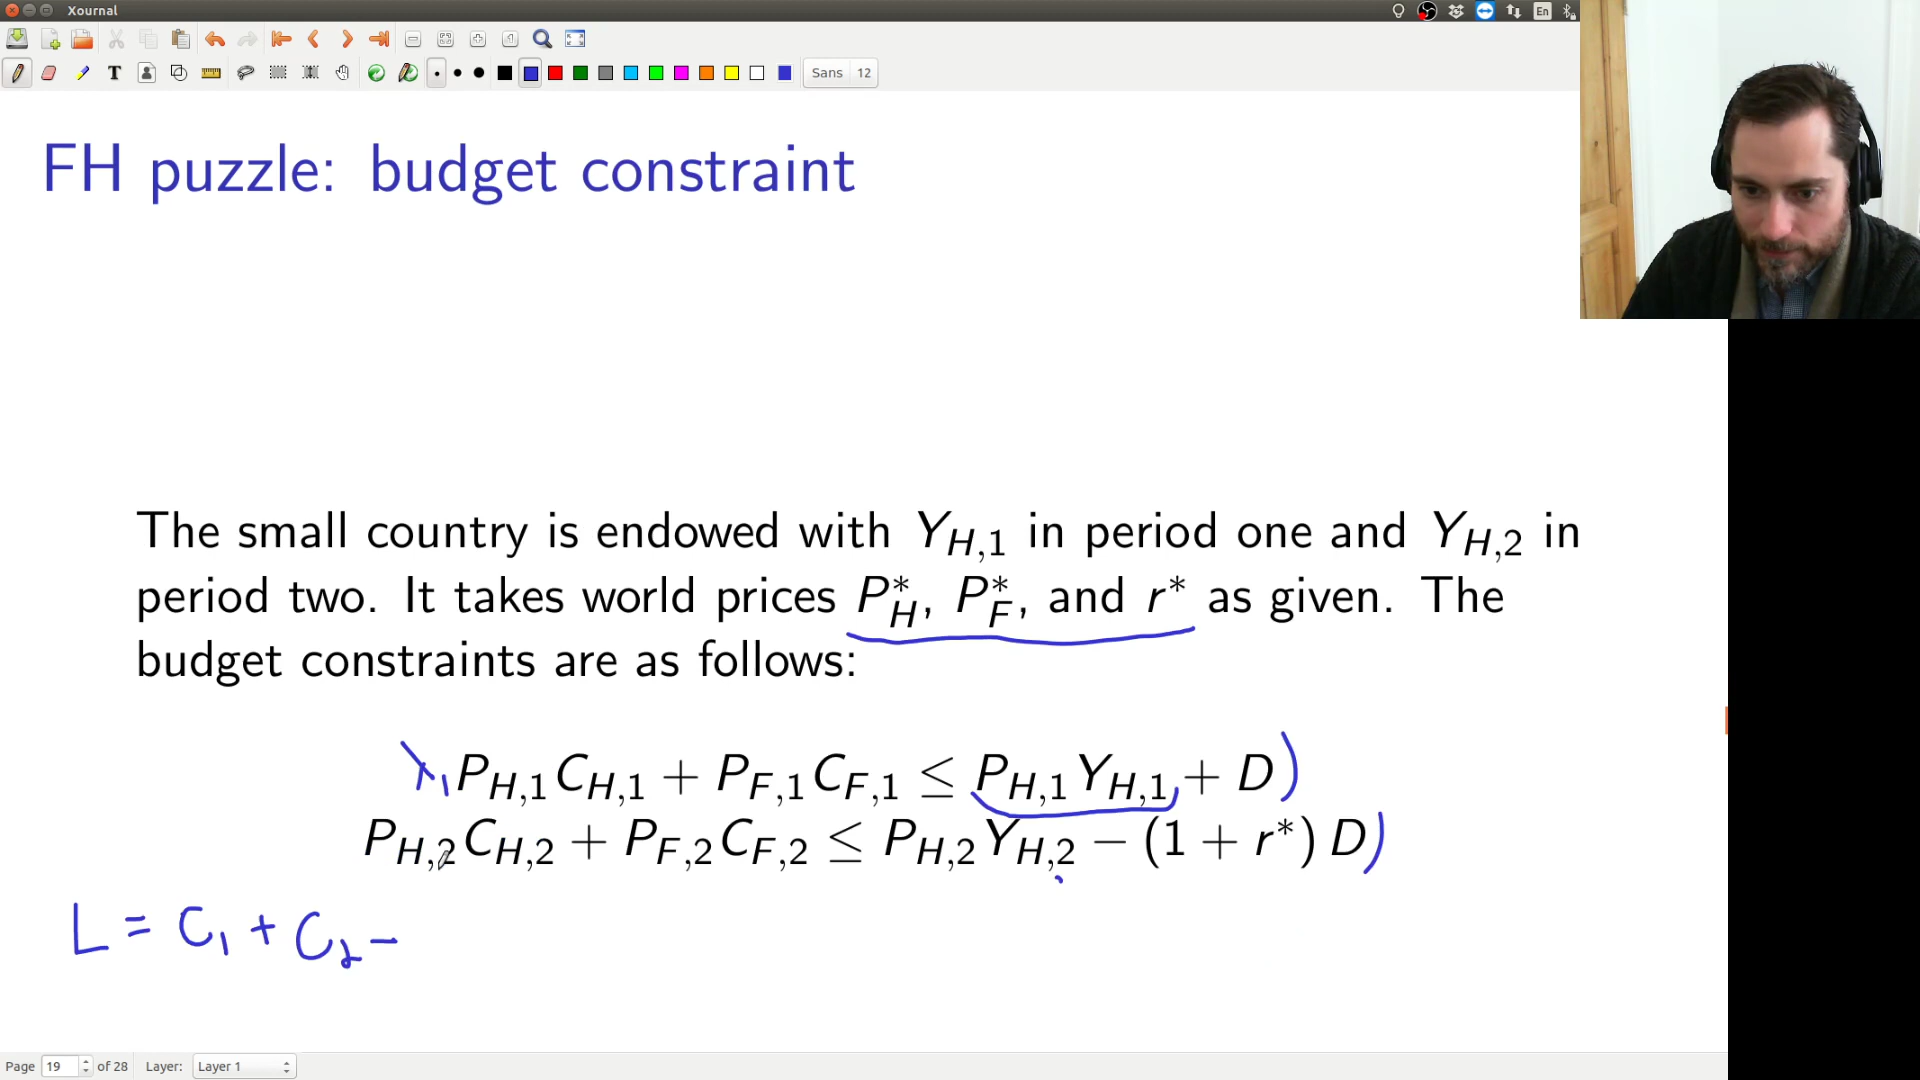 Xournal
En
Sans 12
FH puzzle: budget constraint
The small country is endowed with Y_{H,1} in period one and Y_{H,2} in
period two. It takes world prices P*_H, P*_F, and r* as given. The
budget constraints are as follows:
λ₁ P_{H,1} C_{H,1} + P_{F,1} C_{F,1} ≤ P_{H,1} Y_{H,1} + D)
P_{H,2} C_{H,2} + P_{F,2} C_{F,2} ≤ P_{H,2} Y_{H,2} − (1 + r*) D)
L = C₁ + C₂ −
Page 19 of 28 Layer: Layer 1